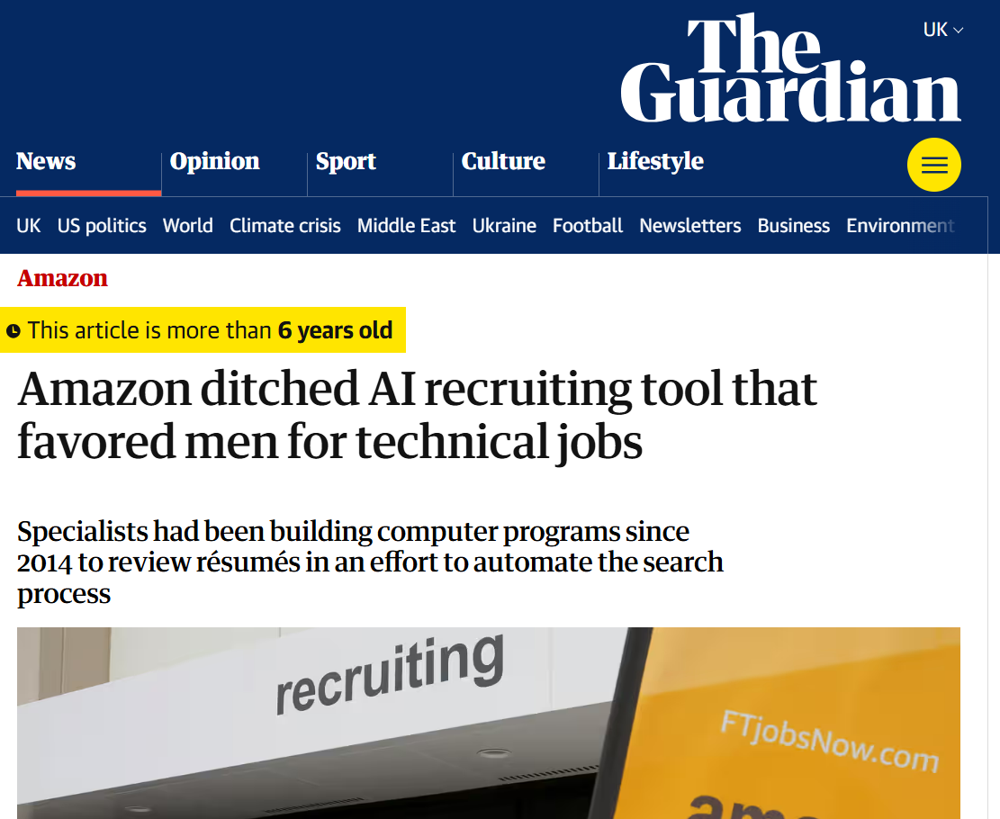 The
Guardian
UK
News Opinion Sport Culture Lifestyle
UK US politics World Climate crisis Middle East Ukraine Football Newsletters Business Environment
Amazon
This article is more than 6 years old
Amazon ditched AI recruiting tool that
favored men for technical jobs
Specialists had been building computer programs since
2014 to review résumés in an effort to automate the search
process
recruiting
FTjobsNow.com